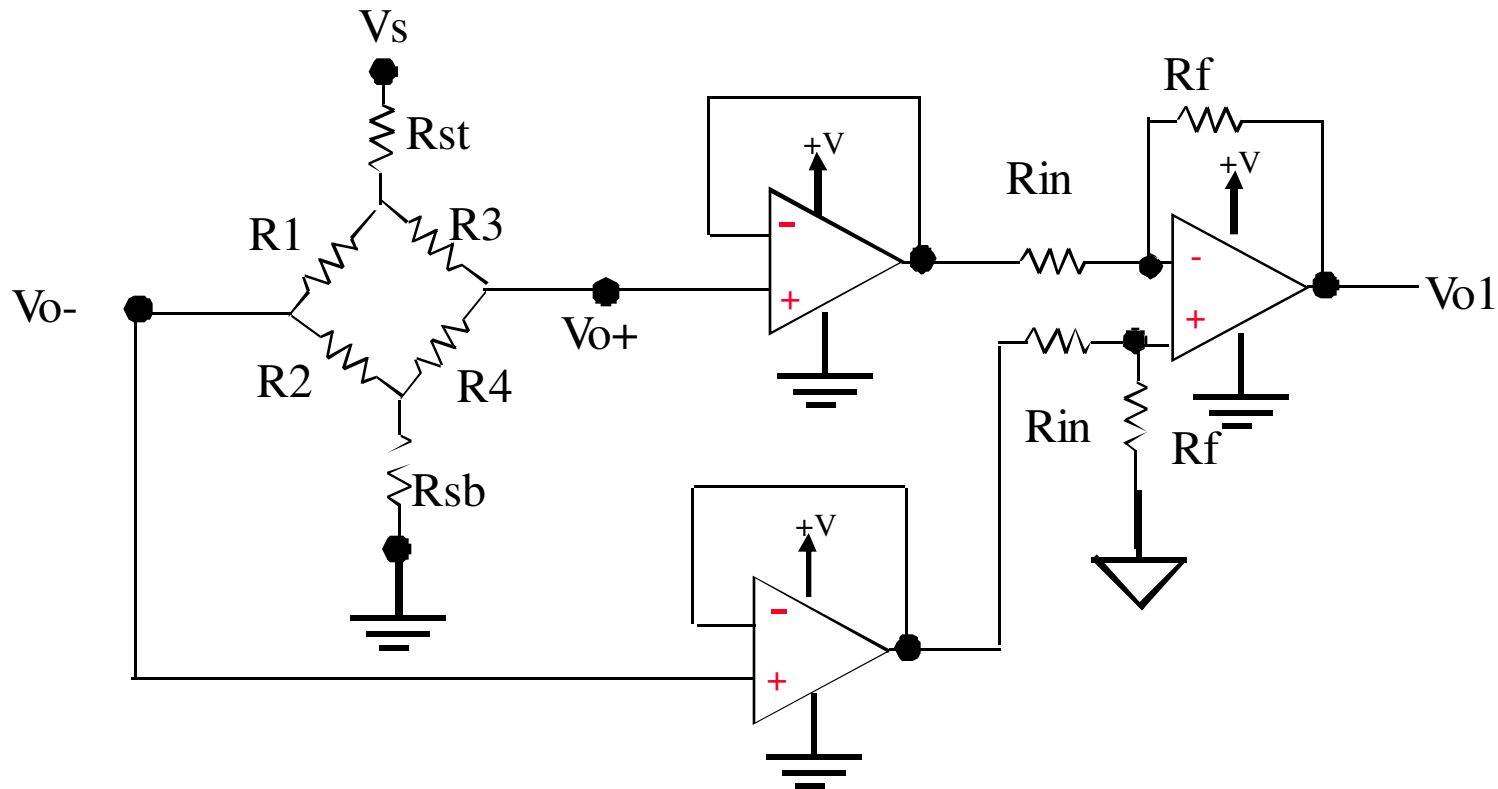 Vs
Rst
R1
R3
Vo-
Vo+
R2
R4
Rsb
+V
-
+
Rin
Rf
+V
-
+
Vo1
Rin
Rf
+V
-
+